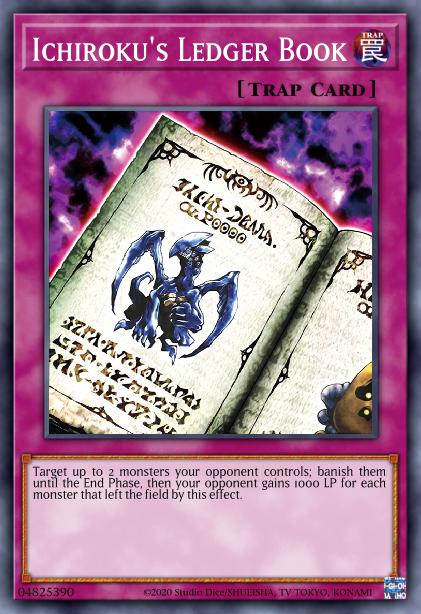 Ichiroku's Ledger Book
TRAP
罠
[Trap Card]
Target up to 2 monsters your opponent controls; banish them
until the End Phase, then your opponent gains 1000 LP for each
monster that left the field by this effect.
04825390
©2020 Studio Dice/SHUEISHA, TV TOKYO, KONAMI